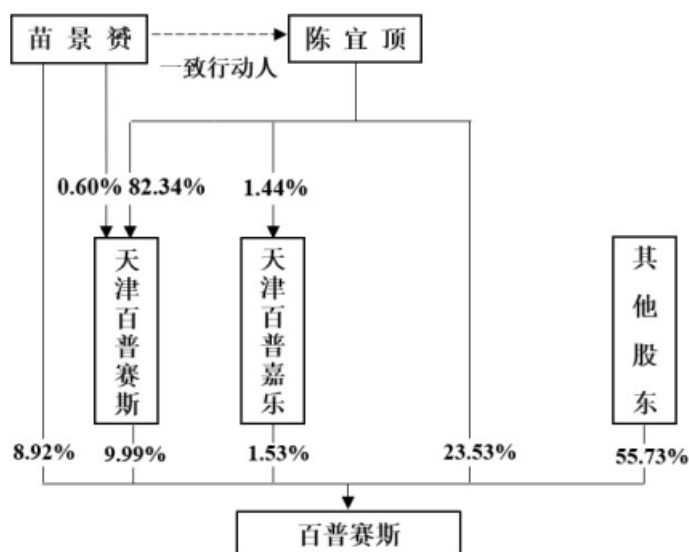 苗景赟
陈宜顶
一致行动人
0.60% 82.34%
1.44%
天津百普赛斯
天津百普嘉乐
其他股东
8.92%
9.99%
1.53%
23.53%
55.73%
百普赛斯